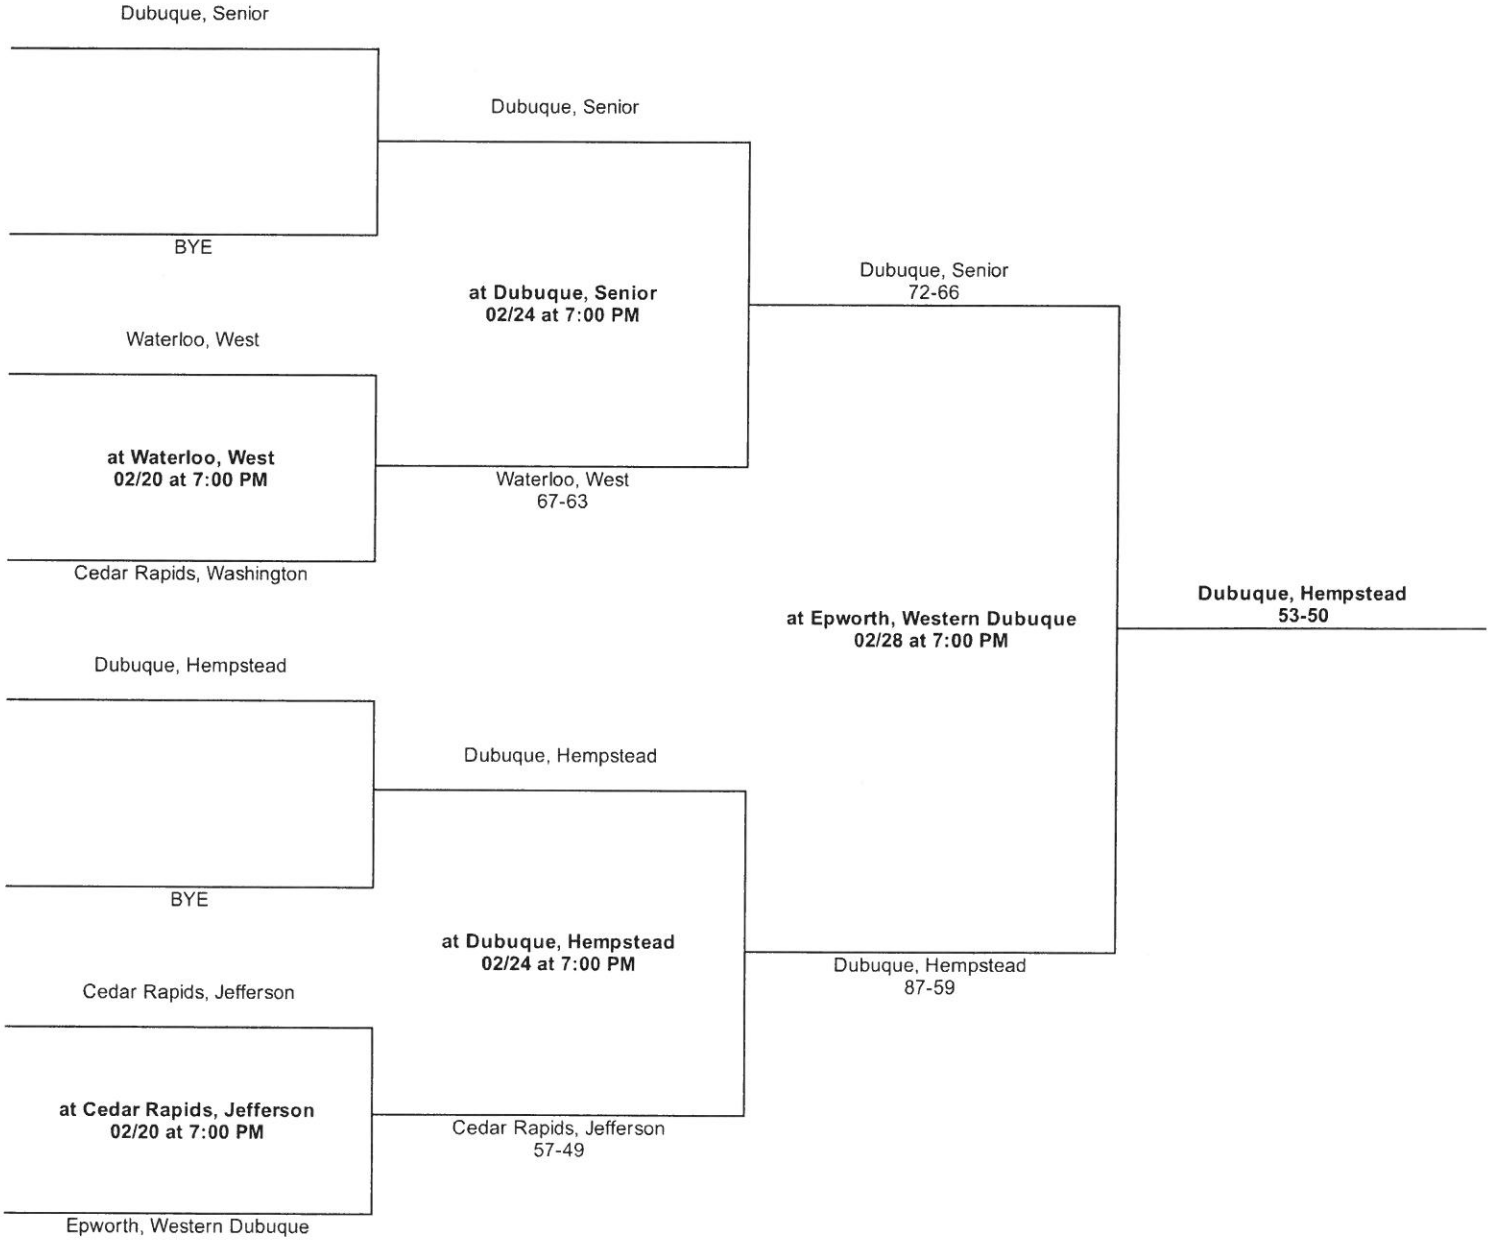 Dubuque, Senior
Dubuque, Senior
BYE
Dubuque, Senior
72-66
at Dubuque, Senior
02/24 at 7:00 PM
Waterloo, West
at Waterloo, West
02/20 at 7:00 PM
Waterloo, West
67-63
Cedar Rapids, Washington
Dubuque, Hempstead
53-50
at Epworth, Western Dubuque
02/28 at 7:00 PM
Dubuque, Hempstead
Dubuque, Hempstead
BYE
at Dubuque, Hempstead
02/24 at 7:00 PM
Dubuque, Hempstead
87-59
Cedar Rapids, Jefferson
at Cedar Rapids, Jefferson
02/20 at 7:00 PM
Cedar Rapids, Jefferson
57-49
Epworth, Western Dubuque